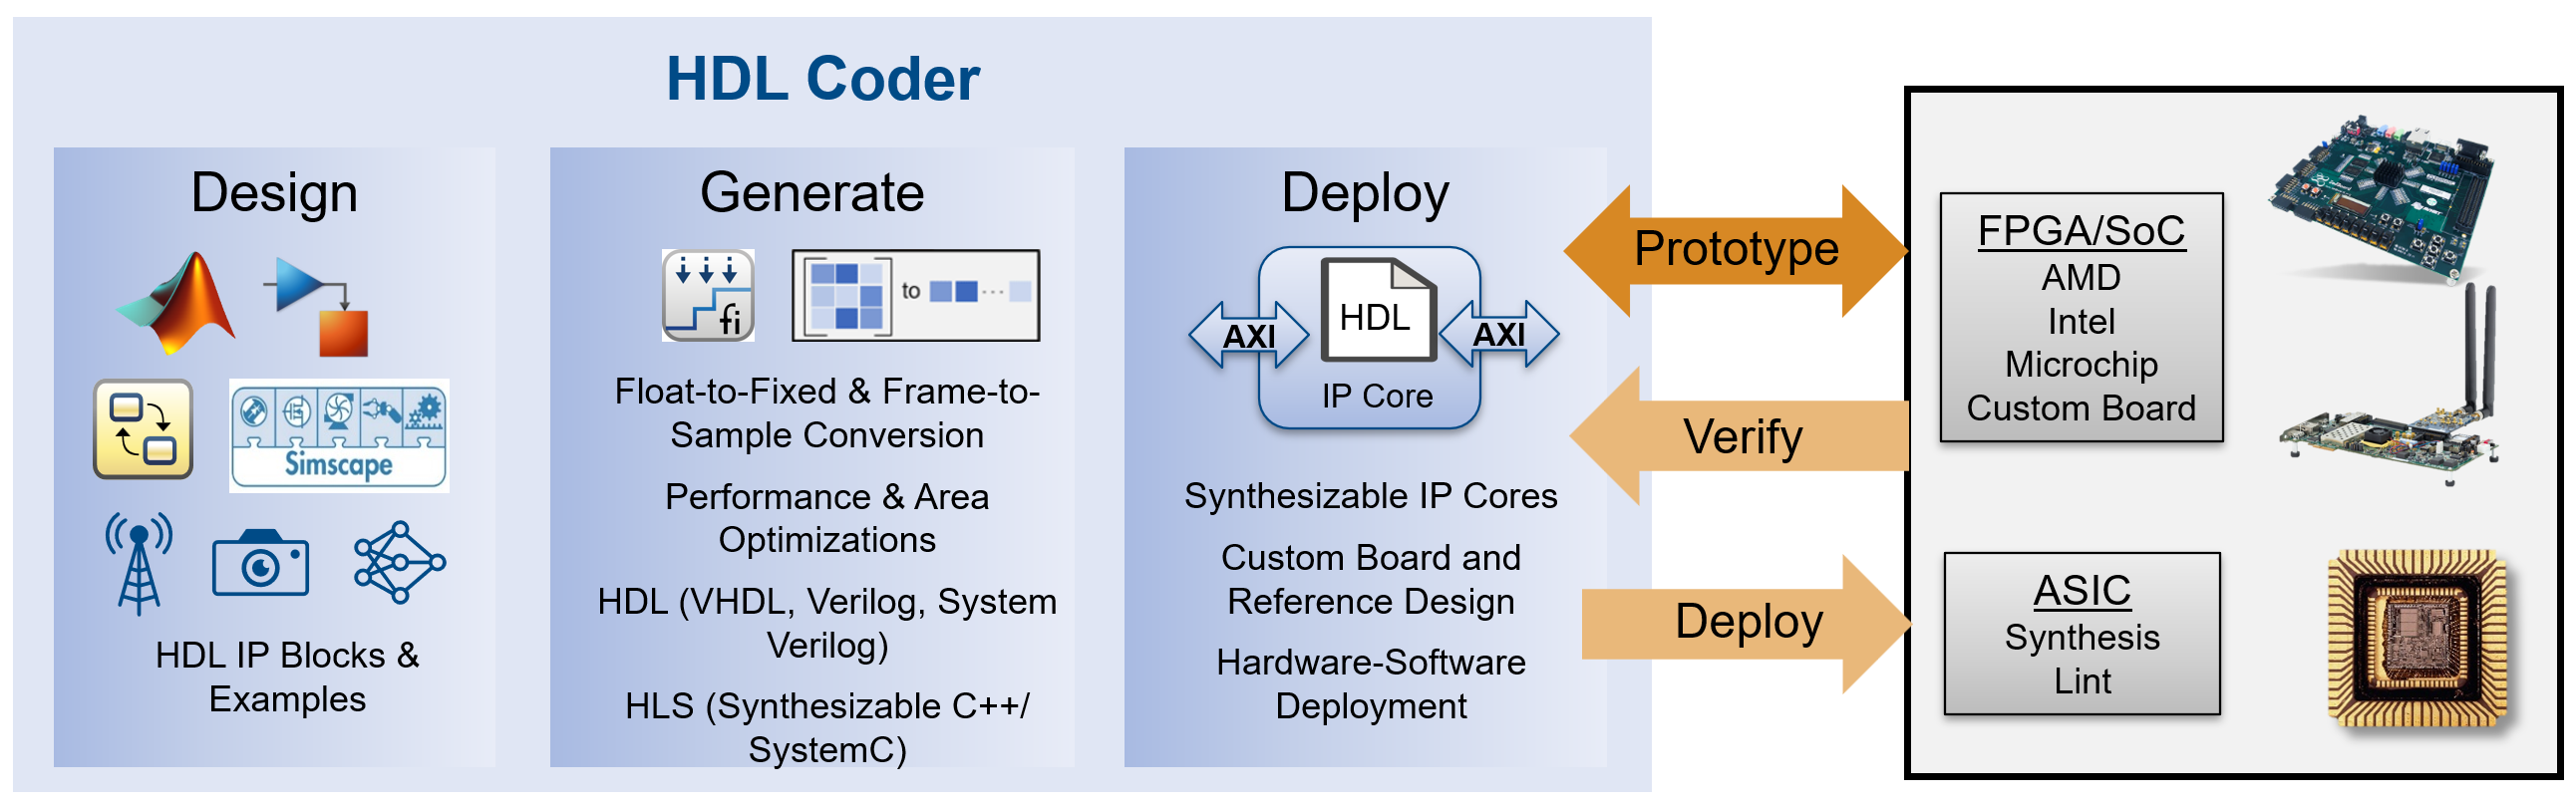 HDL Coder
Design
Simscape
HDL IP Blocks &
Examples
Generate
fi
to
Float-to-Fixed & Frame-to-
Sample Conversion
Performance & Area
Optimizations
HDL (VHDL, Verilog, System
Verilog)
HLS (Synthesizable C++/
SystemC)
Deploy
AXI
HDL
AXI
IP Core
Synthesizable IP Cores
Custom Board and
Reference Design
Hardware-Software
Deployment
Prototype
Verify
Deploy
FPGA/SoC
AMD
Intel
Microchip
Custom Board
ASIC
Synthesis
Lint